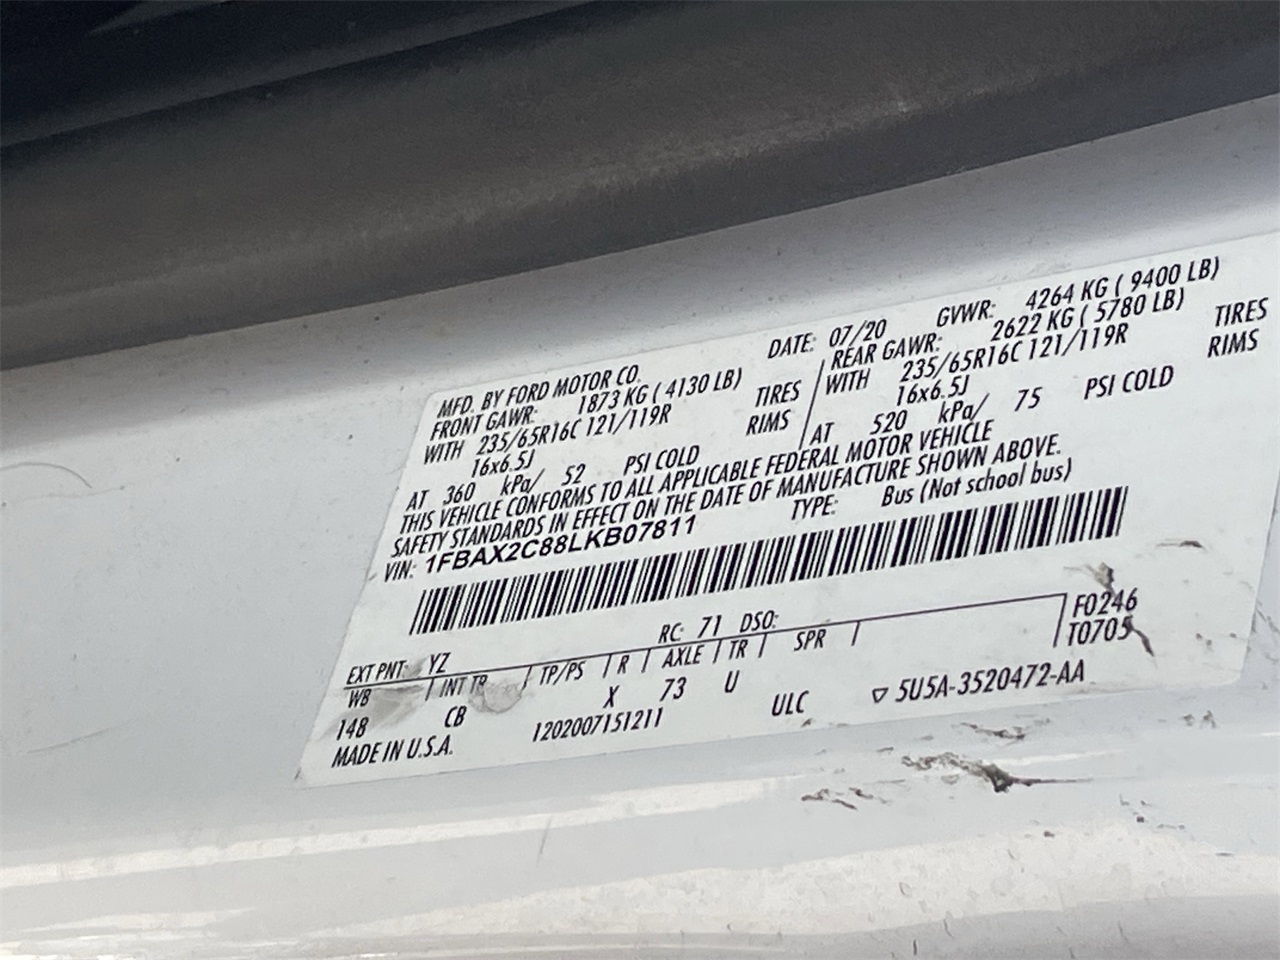 MFD. BY FORD MOTOR CO. DATE: 07/20 GVWR: 4264 KG ( 9400 LB)
FRONT GAWR: 1873 KG ( 4130 LB) REAR GAWR: 2622 KG ( 5780 LB)
WITH 235/65R16C 121/119R TIRES WITH 235/65R16C 121/119R TIRES
16x6.5J RIMS 16x6.5J RIMS
AT 360 kPa/ 52 PSI COLD AT 520 kPa/ 75 PSI COLD
THIS VEHICLE CONFORMS TO ALL APPLICABLE FEDERAL MOTOR VEHICLE
SAFETY STANDARDS IN EFFECT ON THE DATE OF MANUFACTURE SHOWN ABOVE.
VIN: 1FBAX2C88LKB07811 TYPE: Bus (Not school bus)
F0246
RC: 71 DSO: T0705
EXT PNT: YZ
WB INT TR TP/PS R AXLE TR SPR
148 CB X 73 U
MADE IN U.S.A. 1202007151211 ULC 5U5A-3520472-AA